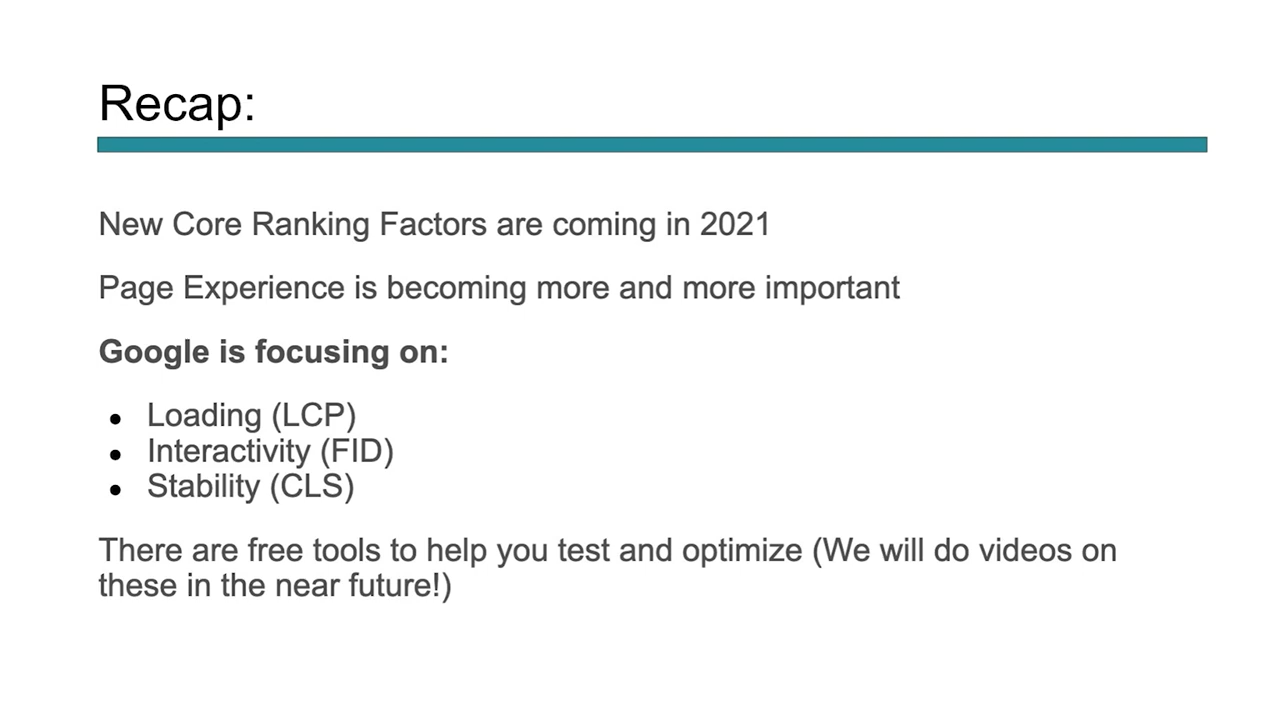 Recap:
New Core Ranking Factors are coming in 2021
Page Experience is becoming more and more important
Google is focusing on:
● Loading (LCP)
● Interactivity (FID)
● Stability (CLS)
There are free tools to help you test and optimize (We will do videos on
these in the near future!)